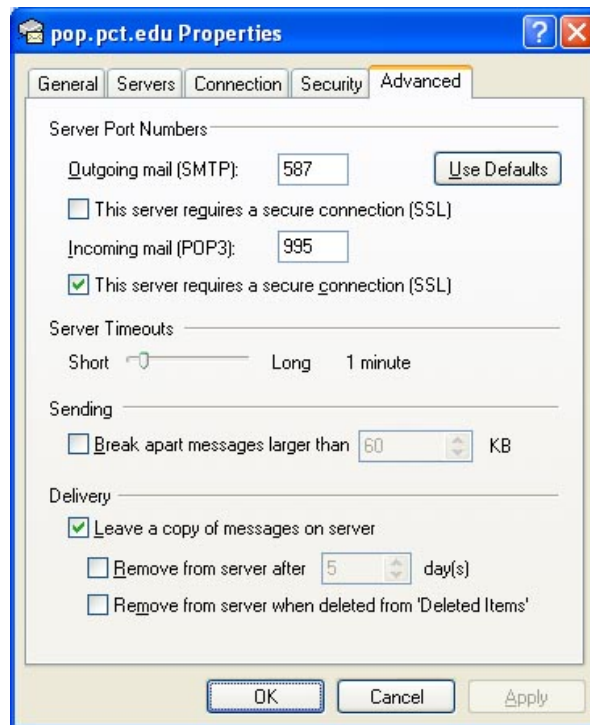 pop.pct.edu Properties
General Servers Connection Security Advanced
Server Port Numbers
Outgoing mail (SMTP): 587 Use Defaults
This server requires a secure connection (SSL)
Incoming mail (POP3): 995
This server requires a secure connection (SSL)
Server Timeouts
Short Long 1 minute
Sending
Break apart messages larger than 60 KB
Delivery
Leave a copy of messages on server
Remove from server after 5 day(s)
Remove from server when deleted from 'Deleted Items'
OK Cancel Apply